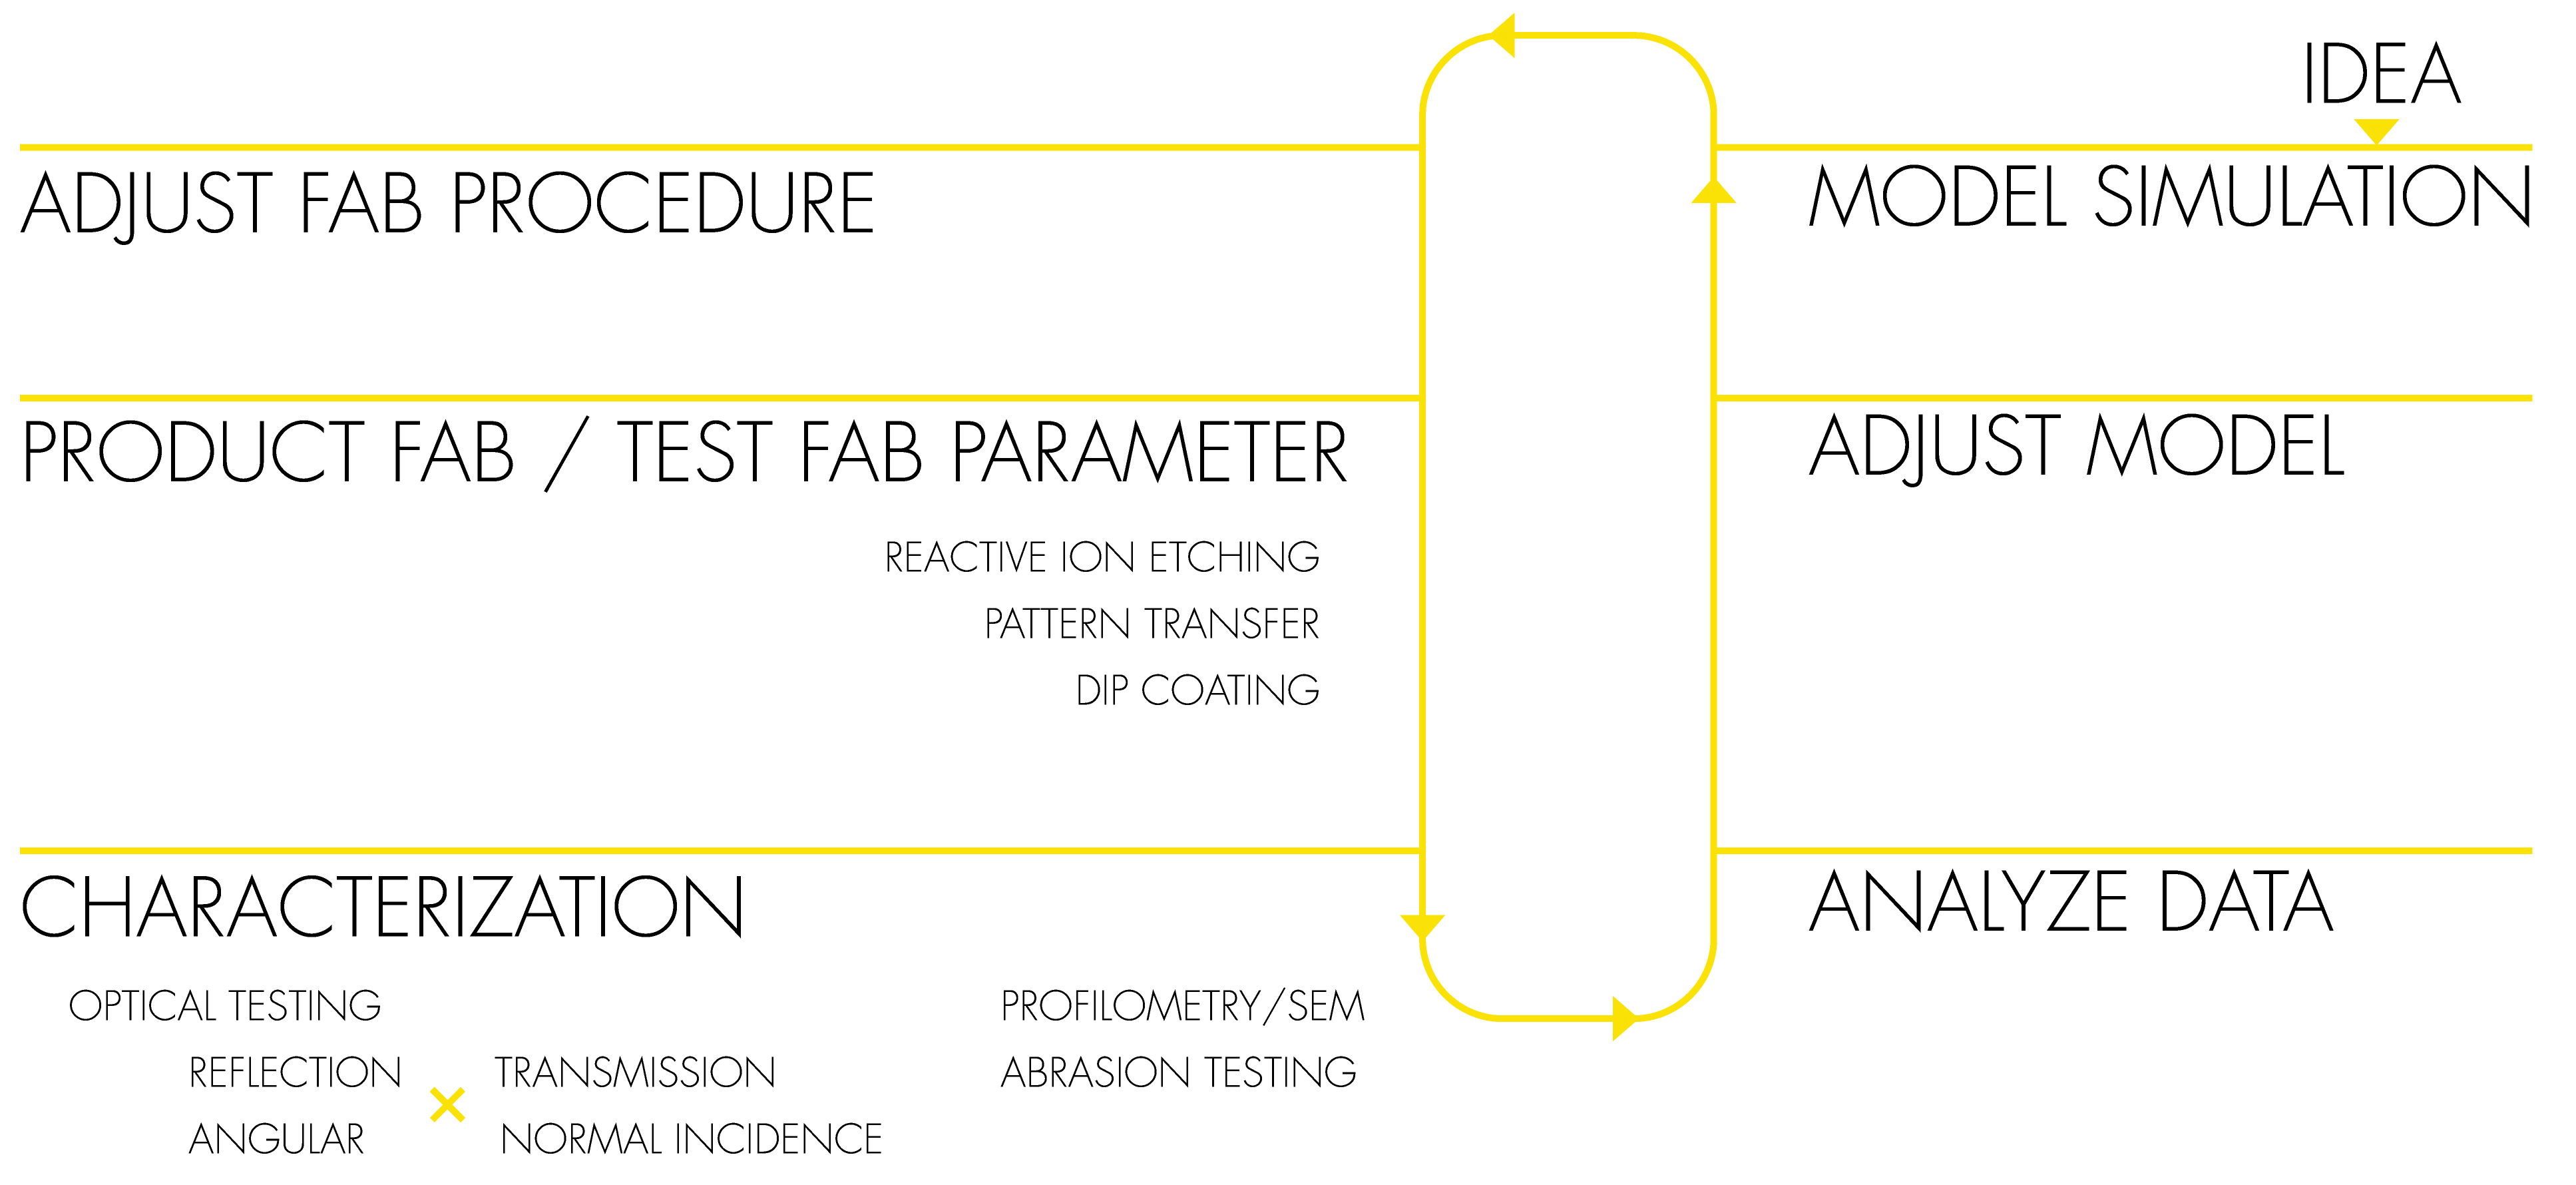 IDEA
ADJUST FAB PROCEDURE
MODEL SIMULATION
PRODUCT FAB / TEST FAB PARAMETER
ADJUST MODEL
REACTIVE ION ETCHING
PATTERN TRANSFER
DIP COATING
CHARACTERIZATION
ANALYZE DATA
OPTICAL TESTING
PROFILOMETRY/SEM
REFLECTION
TRANSMISSION
ABRASION TESTING
ANGULAR
NORMAL INCIDENCE